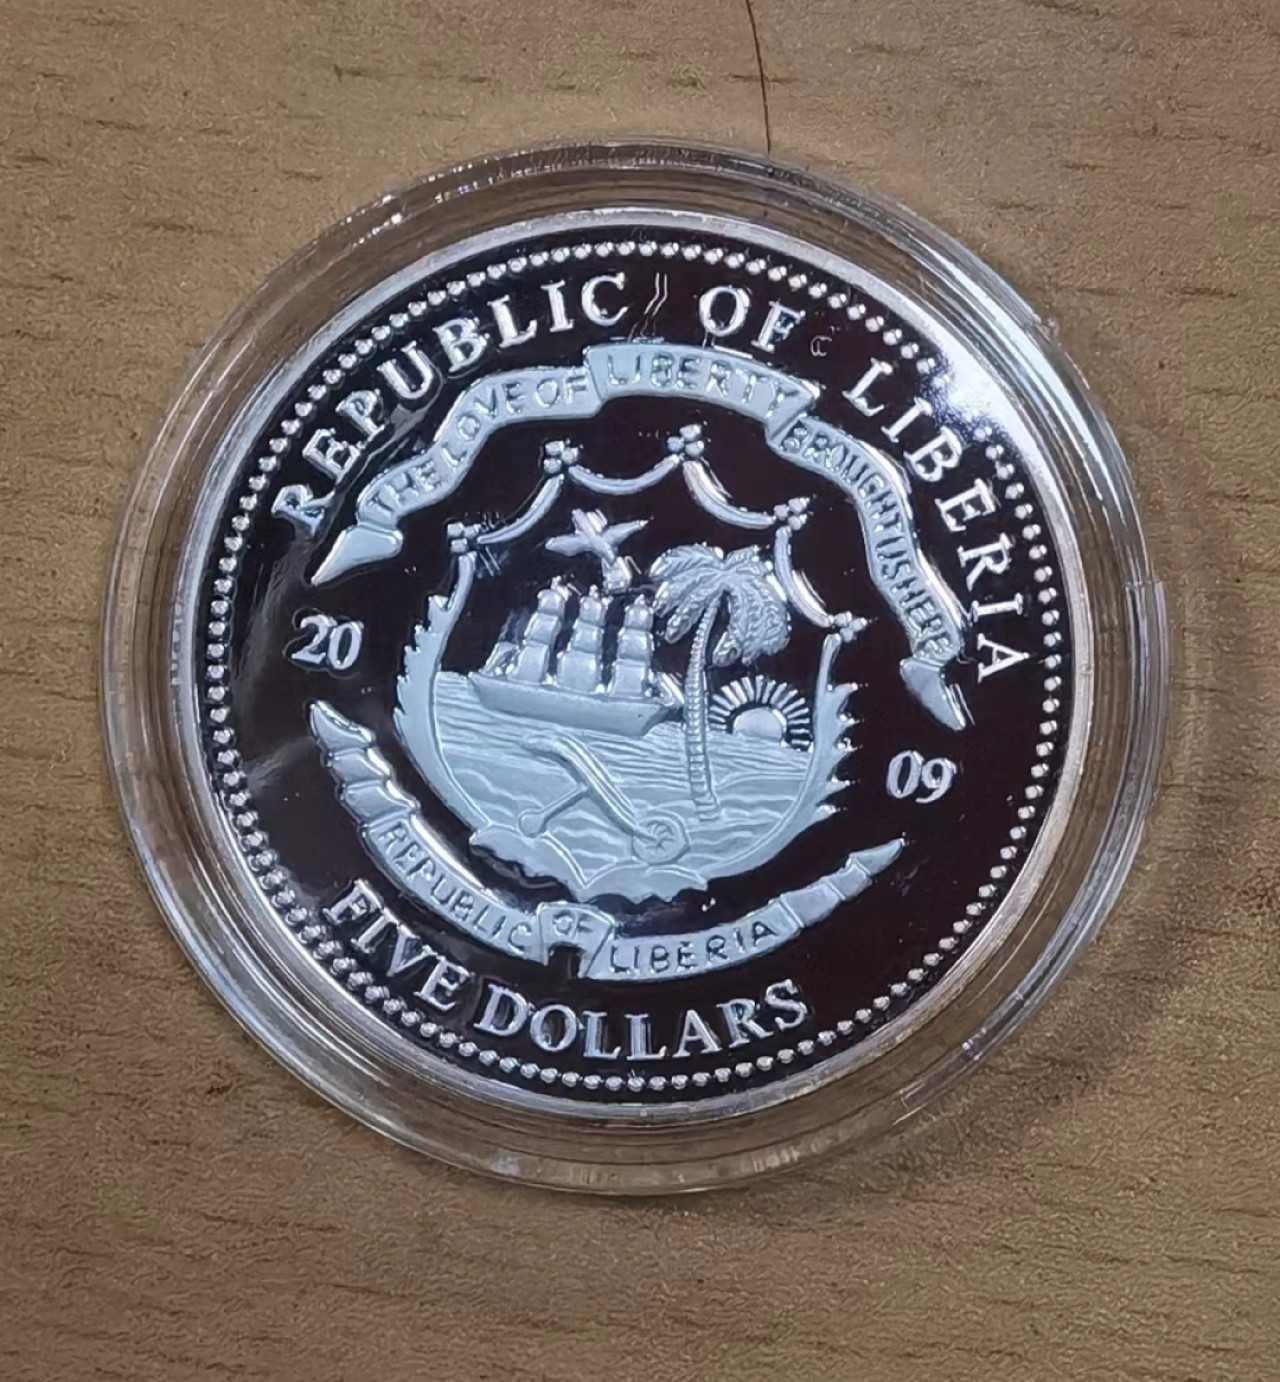 REPUBLIC OF LIBERIA
THE LOVE OF LIBERTY BROUGHT US HERE
20 09
REPUBLIC OF LIBERIA
FIVE DOLLARS